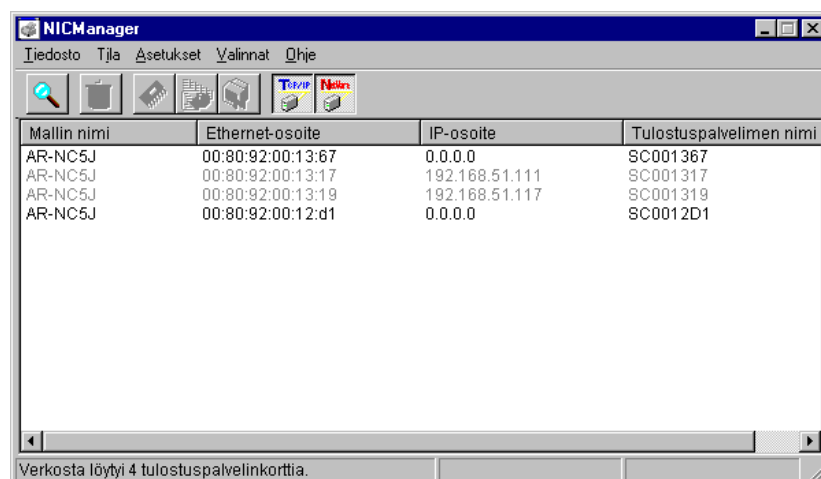 NICManager
Tiedosto Tila Asetukset Valinnat Ohje
TCP/IP NetWare
Mallin nimi Ethernet-osoite IP-osoite Tulostuspalvelimen nimi
AR-NC5J 00:80:92:00:13:67 0.0.0.0 SC001367
AR-NC5J 00:80:92:00:13:17 192.168.51.111 SC001317
AR-NC5J 00:80:92:00:13:19 192.168.51.117 SC001319
AR-NC5J 00:80:92:00:12:d1 0.0.0.0 SC0012D1
Verkosta löytyi 4 tulostuspalvelinkorttia.